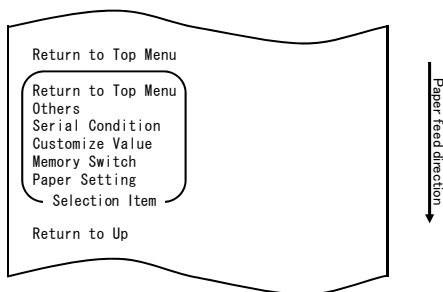 Return to Top Menu
Return to Top Menu
Others
Serial Condition
Customize Value
Memory Switch
Paper Setting
Selection Item
Return to Up
Paper feed direction